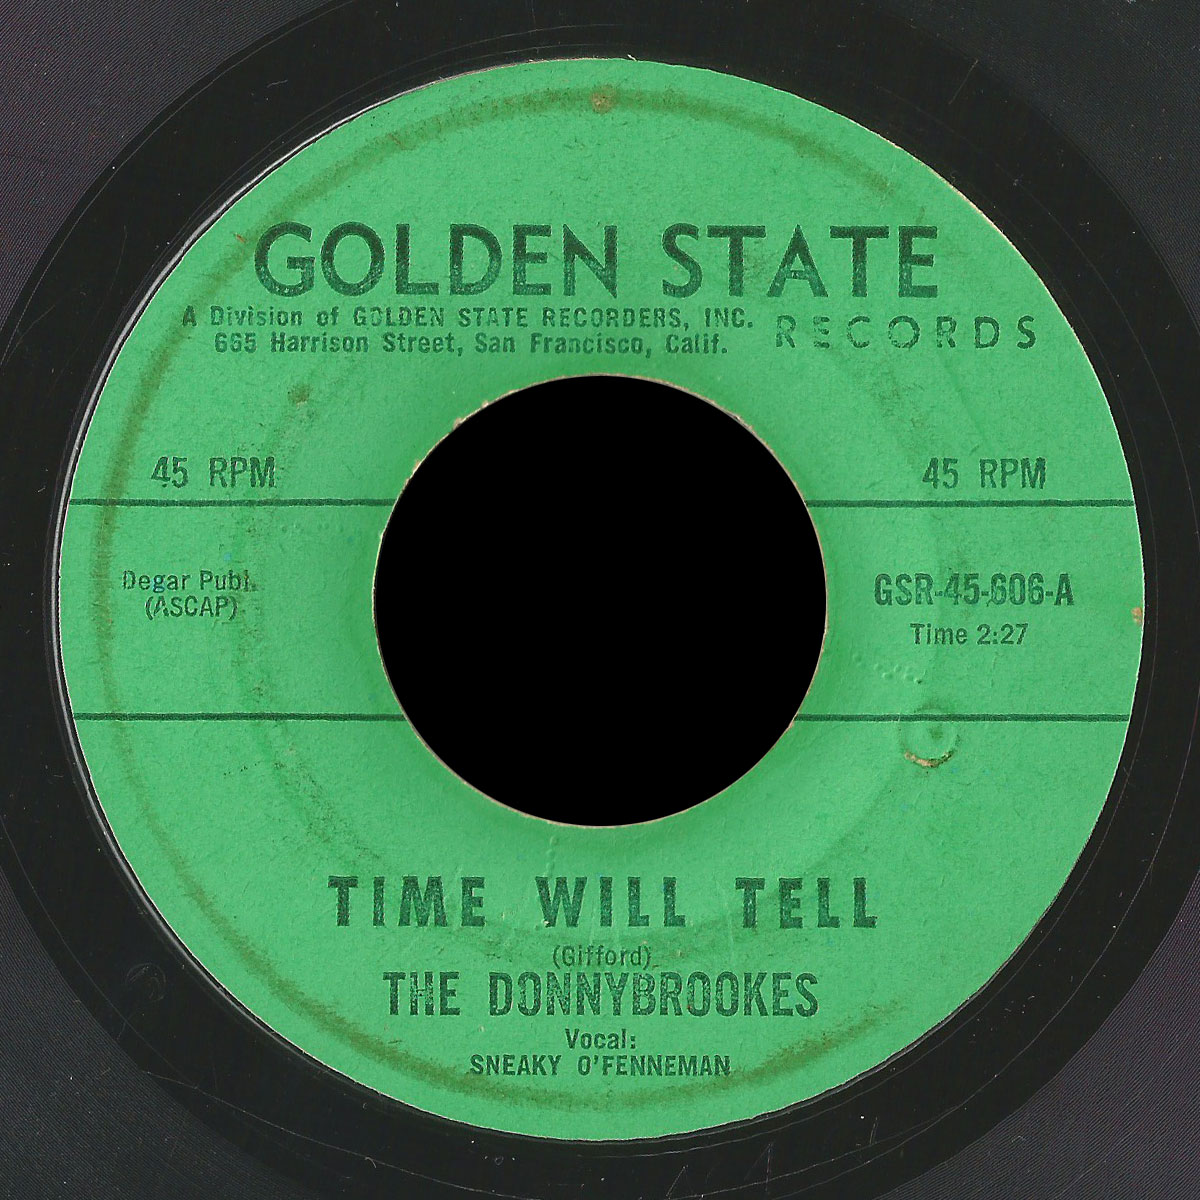 GOLDEN STATE
A Division of GOLDEN STATE RECORDERS, INC.
RECORDS
665 Harrison Street, San Francisco, Calif.
45 RPM
45 RPM
Degar Publ.
(ASCAP)
GSR-45-606-A
Time 2:27
TIME WILL TELL
(Gifford)
THE DONNYBROOKES
Vocal:
SNEAKY O'FENNEMAN